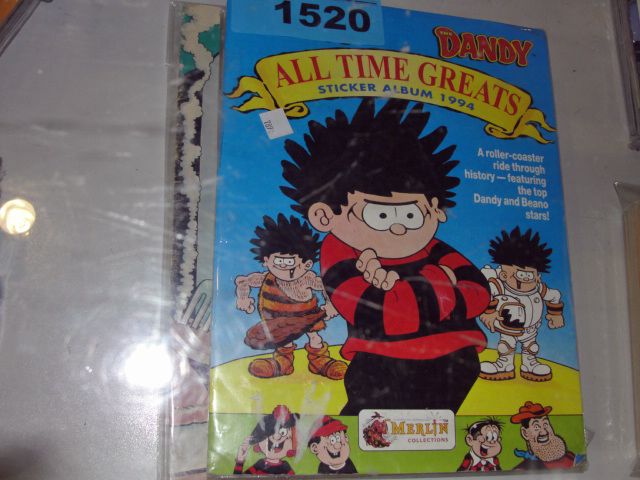 1520
THE DANDY
ALL TIME GREATS
STICKER ALBUM 1994
A roller-coaster
ride through
history — featuring
the top
Dandy and Beano
stars!
MERLIN
COLLECTIONS